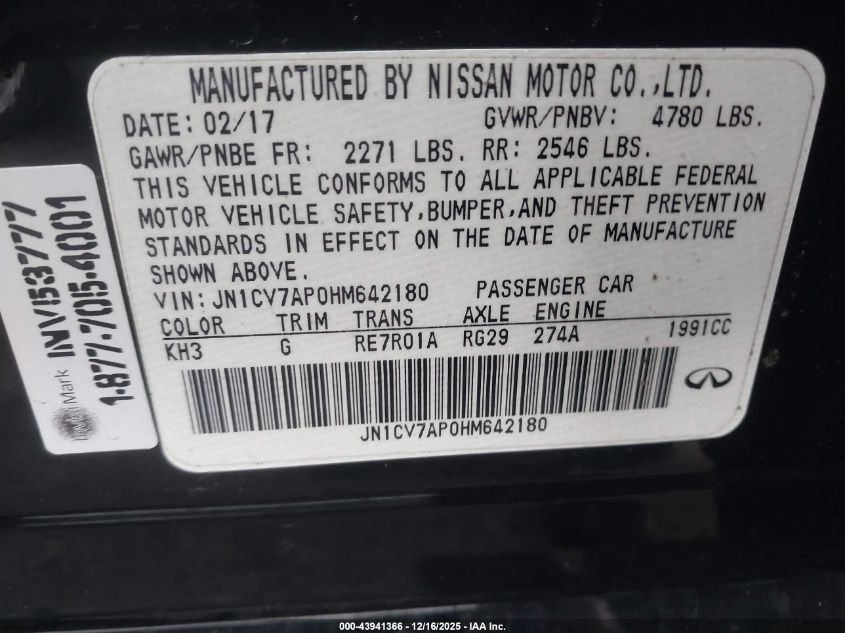 MANUFACTURED BY NISSAN MOTOR CO.,LTD.
DATE: 02/17 GVWR/PNBV: 4780 LBS.
GAWR/PNBE FR: 2271 LBS. RR: 2546 LBS.
THIS VEHICLE CONFORMS TO ALL APPLICABLE FEDERAL
MOTOR VEHICLE SAFETY,BUMPER,AND THEFT PREVENTION
STANDARDS IN EFFECT ON THE DATE OF MANUFACTURE
SHOWN ABOVE.
VIN: JN1CV7AP0HM642180 PASSENGER CAR
COLOR TRIM TRANS AXLE ENGINE
KH3 G RE7R01A RG29 274A 1991CC
JN1CV7AP0HM642180
INV153777
1-877-705-4001
Mark
000-43941366 - 12/16/2025 - IAA Inc.